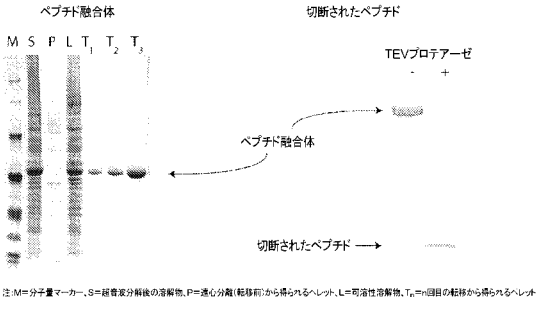 ペプチド融合体
切断されたペプチド
M S P L T1 T2 T3
TEVプロテアーゼ
- +
ペプチド融合体
切断されたペプチド
注:M=分子量マーカー、S=超音波分解後の溶解物、P=遠心分離(転移前)から得られるペレット、L=可溶性溶解物、Tn=n回目の転移から得られるペレット